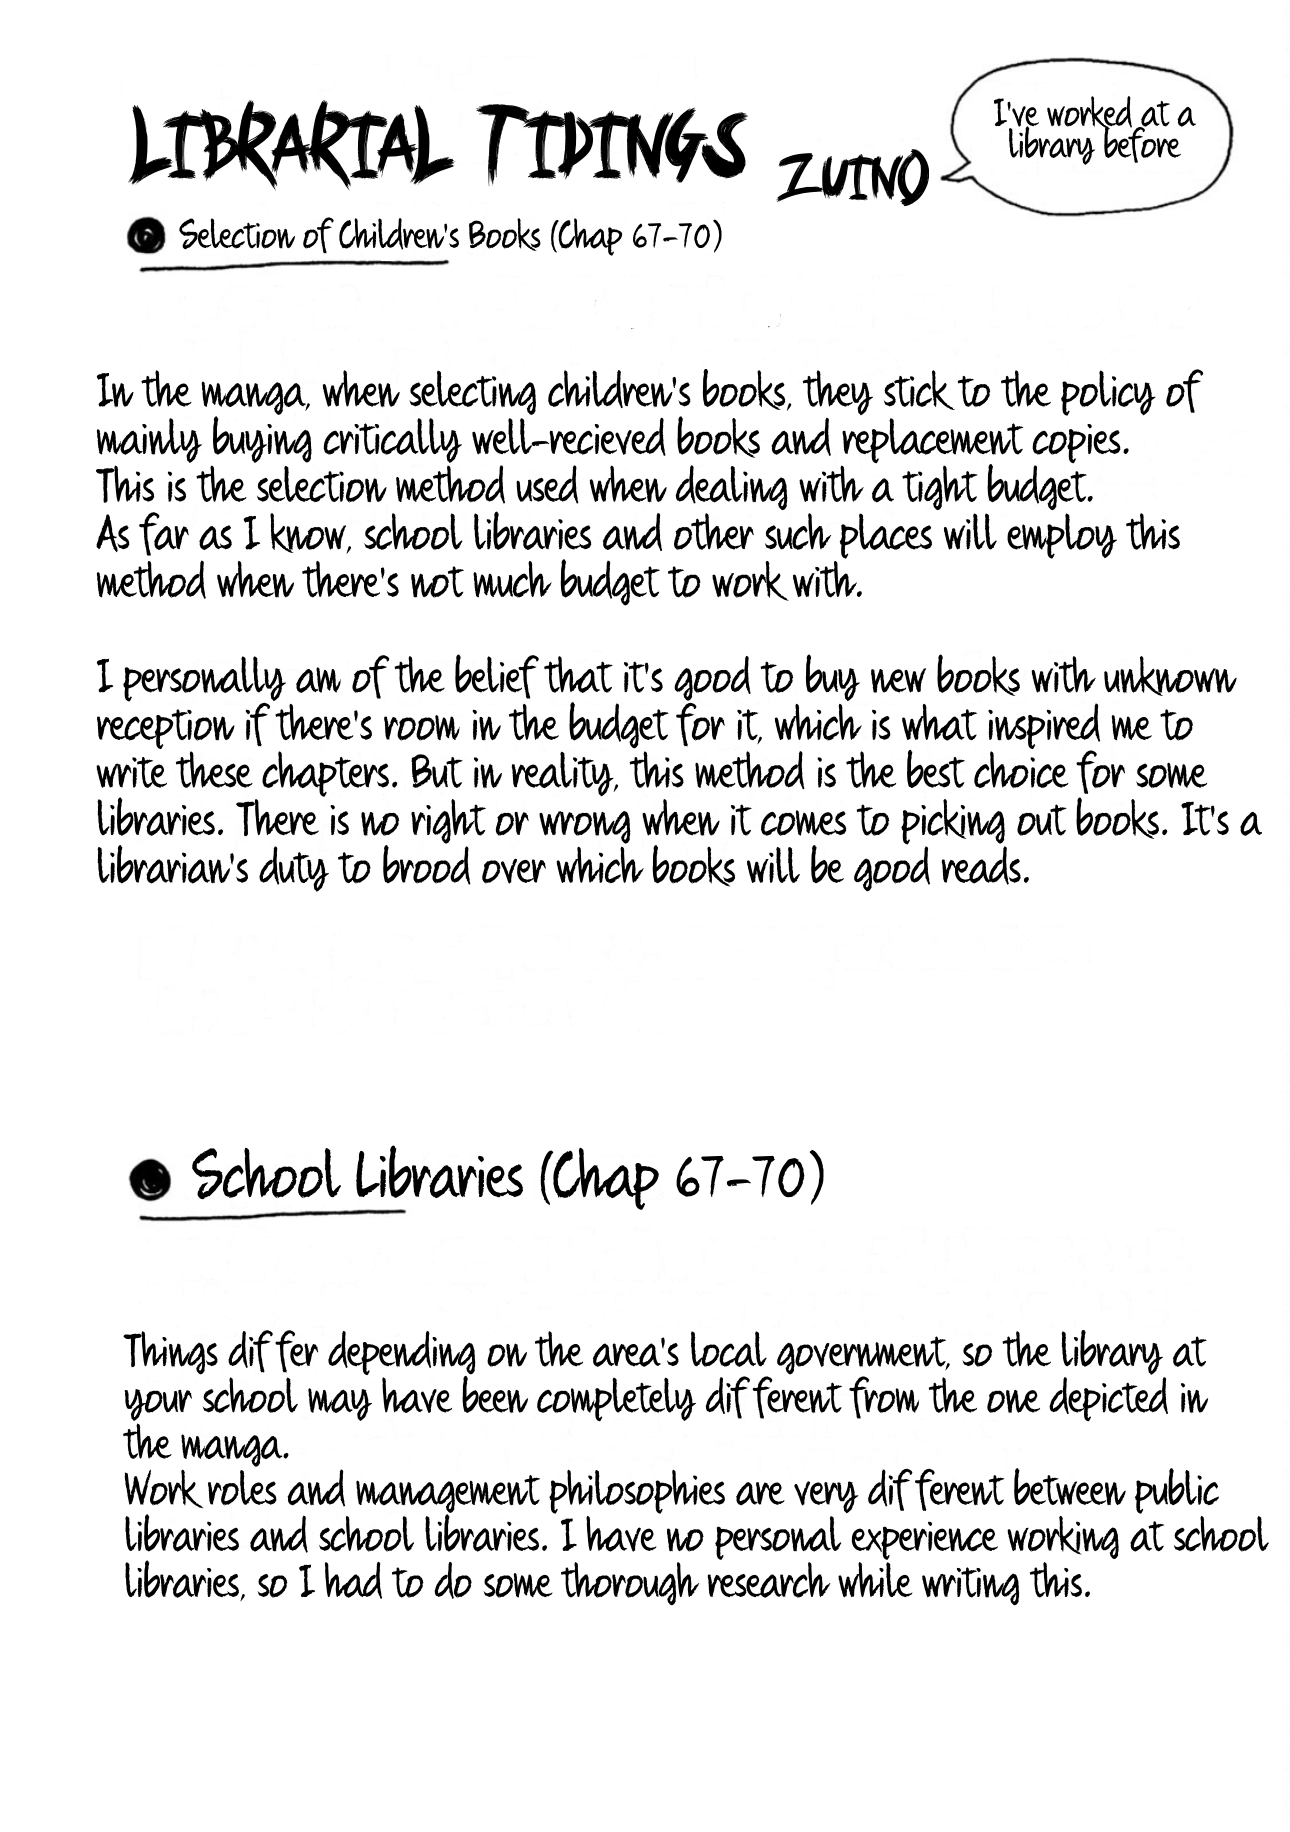 LIBRARIAL TIDINGS
ZUINO
I've worked at a
library before
Selection of Children's Books (Chap 67-70)
In the manga, when selecting children's books, they stick to the policy of
mainly buying critically well-recieved books and replacement copies.
This is the selection method used when dealing with a tight budget.
As far as I know, school libraries and other such places will employ this
method when there's not much budget to work with.
I personally am of the belief that it's good to buy new books with unknown
reception if there's room in the budget for it, which is what inspired me to
write these chapters. But in reality, this method is the best choice for some
libraries. There is no right or wrong when it comes to picking out books. It's a
librarian's duty to brood over which books will be good reads.
School Libraries (Chap 67-70)
Things differ depending on the area's local government, so the library at
your school may have been completely different from the one depicted in
the manga.
Work roles and management philosophies are very different between public
libraries and school libraries. I have no personal experience working at school
libraries, so I had to do some thorough research while writing this.